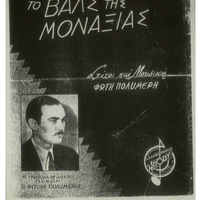 ΤΟ ΒΑΛΣ ΤΗΣ
ΜΟΝΑΞΙΑΣ
Στίχοι και Μουσική
ΦΩΤΗ ΠΟΛΥΜΕΡΗ
Ο ΦΩΤΗΣ ΠΟΛΥΜΕΡΗΣ